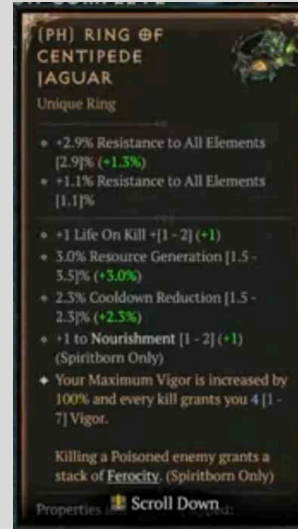 [PH] RING OF
CENTIPEDE
JAGUAR
Unique Ring
+2.9% Resistance to All Elements
[2.9]% (+1.3%)
+1.1% Resistance to All Elements
[1.1]%
+1 Life On Kill +[1 - 2] (+1)
3.0% Resource Generation [1.5 -
3.5]% (+3.0%)
2.3% Cooldown Reduction [1.5 -
2.3]% (+2.3%)
+1 to Nourishment [1 - 2] (+1)
(Spiritborn Only)
Your Maximum Vigor is increased by
100% and every kill grants you 4 [1 -
7] Vigor.
Killing a Poisoned enemy grants a
stack of Ferocity. (Spiritborn Only)
Properties
Scroll Down